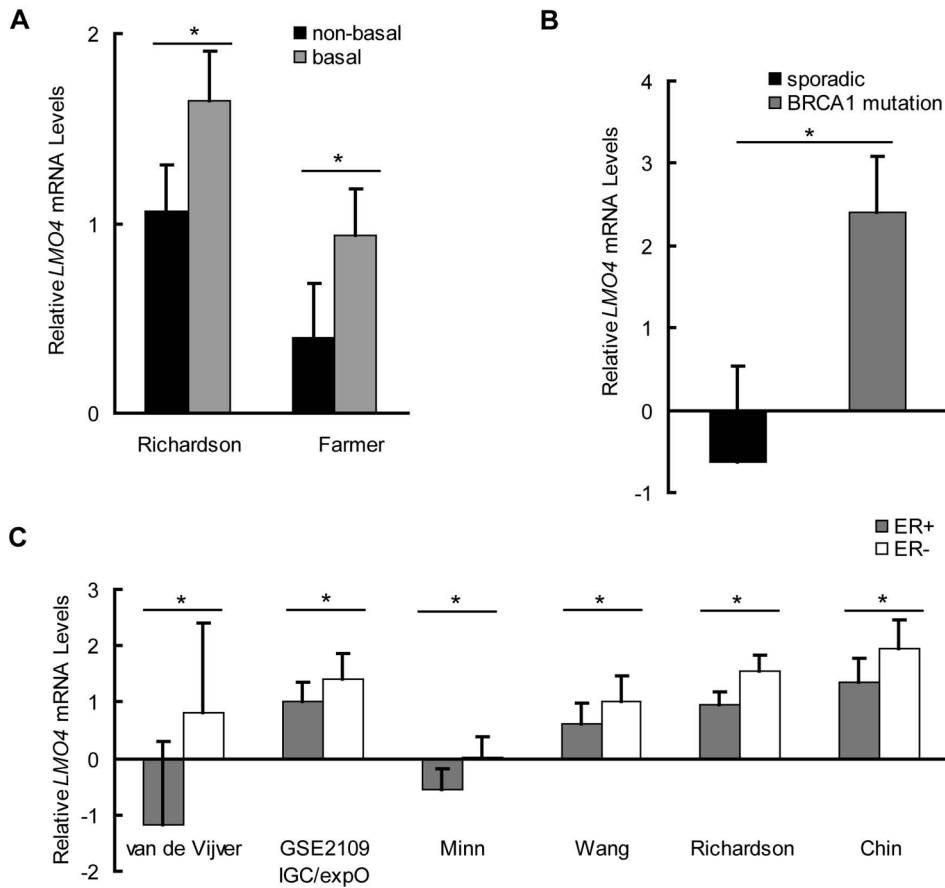 A
Relative LMO4 mRNA Levels
2
1
0
*
*
non-basal
basal
Richardson
Farmer
B
Relative LMO4 mRNA Levels
4
3
2
1
0
-1
sporadic
BRCA1 mutation
*
C
ER+
ER-
Relative LMO4 mRNA Levels
3
2
1
0
-1
-2
* * * * * *
van de Vijver GSE2109 Minn Wang Richardson Chin
IGC/expO